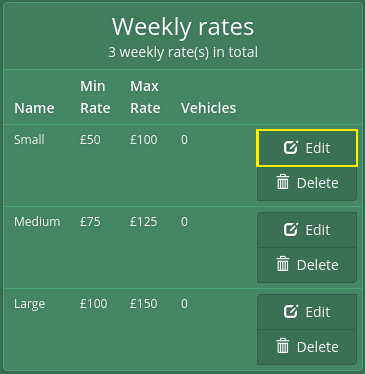 Weekly rates
3 weekly rate(s) in total
Name Min Rate Max Rate Vehicles
Small £50 £100 0 Edit
Delete
Medium £75 £125 0 Edit
Delete
Large £100 £150 0 Edit
Delete